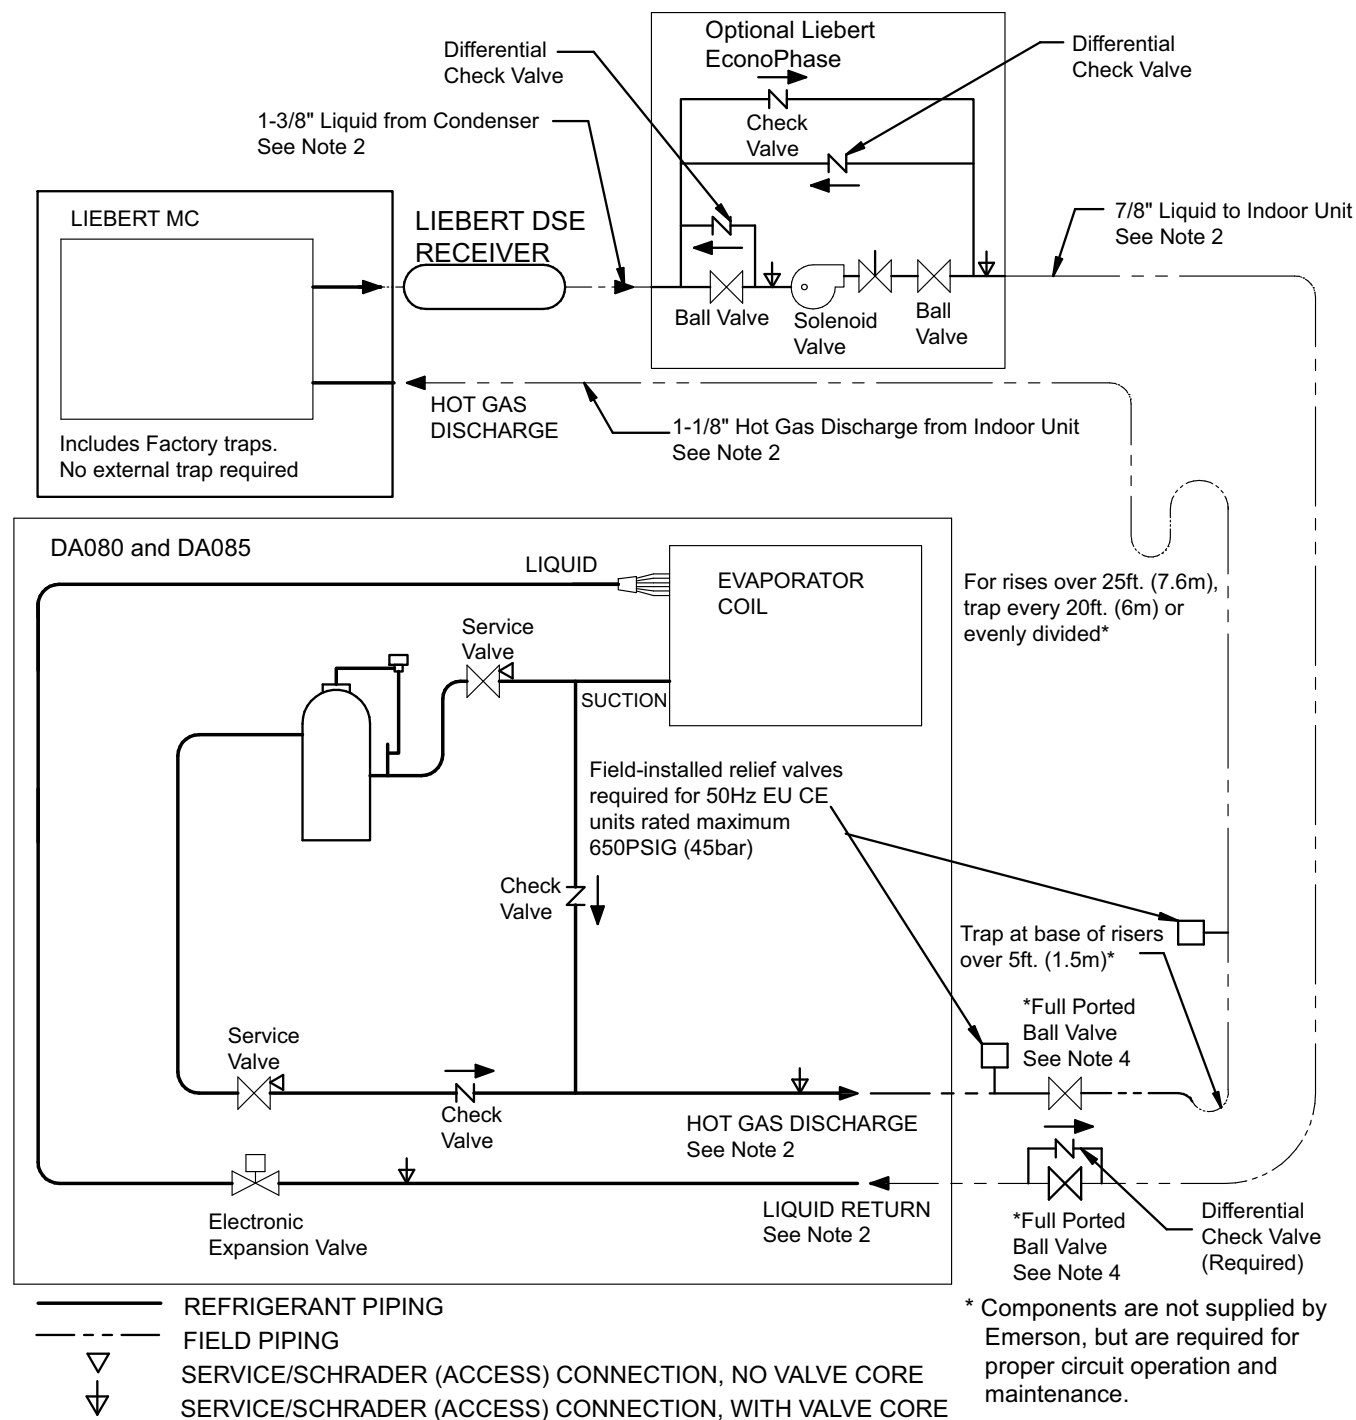 Optional Liebert
EconoPhase
Differential
Check Valve
Differential
Check Valve
1-3/8" Liquid from Condenser
See Note 2
Check
Valve
LIEBERT MC
LIEBERT DSE
RECEIVER
7/8" Liquid to Indoor Unit
See Note 2
Ball Valve
Solenoid
Valve
Ball
Valve
HOT GAS
DISCHARGE
1-1/8" Hot Gas Discharge from Indoor Unit
See Note 2
Includes Factory traps.
No external trap required
DA080 and DA085
LIQUID
EVAPORATOR
COIL
For rises over 25ft. (7.6m),
trap every 20ft. (6m) or
evenly divided*
Service
Valve
SUCTION
Field-installed relief valves
required for 50Hz EU CE
units rated maximum
650PSIG (45bar)
Check
Valve
Trap at base of risers
over 5ft. (1.5m)*
*Full Ported
Ball Valve
See Note 4
Service
Valve
Check
Valve
HOT GAS DISCHARGE
See Note 2
LIQUID RETURN
See Note 2
Electronic
Expansion Valve
*Full Ported
Ball Valve
See Note 4
Differential
Check Valve
(Required)
REFRIGERANT PIPING
FIELD PIPING
SERVICE/SCHRADER (ACCESS) CONNECTION, NO VALVE CORE
SERVICE/SCHRADER (ACCESS) CONNECTION, WITH VALVE CORE
* Components are not supplied by
Emerson, but are required for
proper circuit operation and
maintenance.